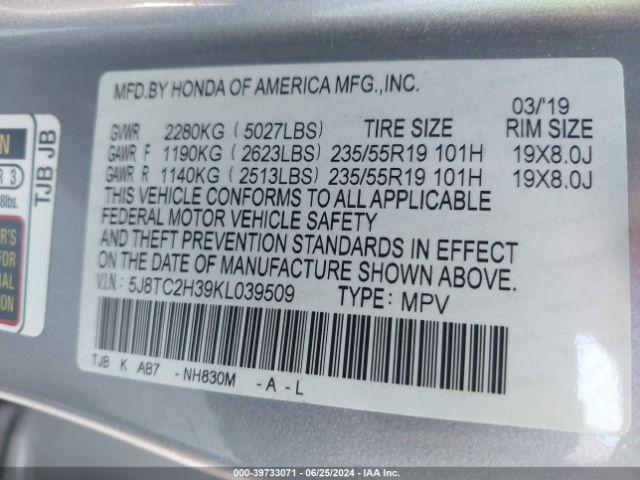 MFD.BY HONDA OF AMERICA MFG.,INC.
03/'19
GVWR 2280KG ( 5027LBS) TIRE SIZE RIM SIZE
GAWR F 1190KG ( 2623LBS) 235/55R19 101H 19X8.0J
GAWR R 1140KG ( 2513LBS) 235/55R19 101H 19X8.0J
THIS VEHICLE CONFORMS TO ALL APPLICABLE
FEDERAL MOTOR VEHICLE SAFETY
AND THEFT PREVENTION STANDARDS IN EFFECT
ON THE DATE OF MANUFACTURE SHOWN ABOVE.
V.I.N.: 5J8TC2H39KL039509 TYPE: MPV
TJB K AB7 -NH830M -A-L
TJB JB
R 3
8lbs.
000-39733071 - 06/25/2024 - IAA Inc.